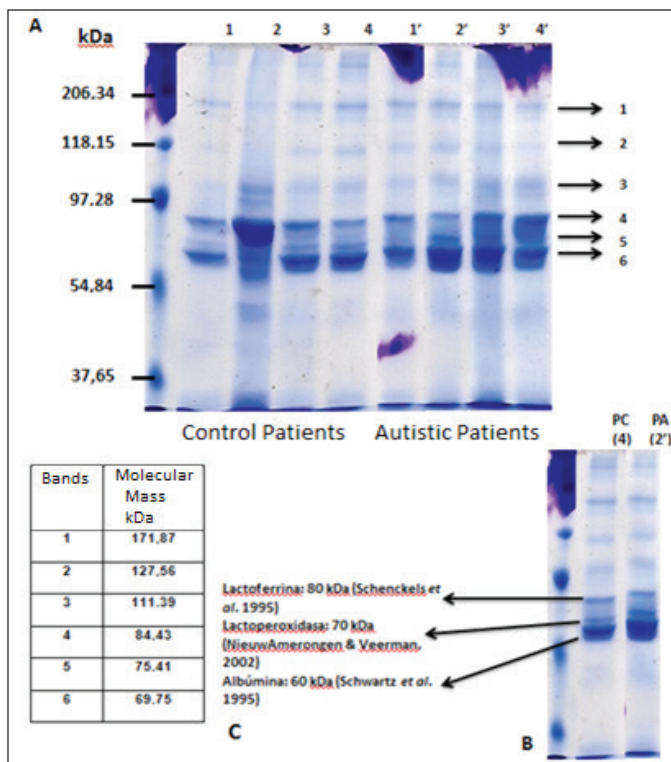 A
kDa
1 2 3 4 1' 2' 3' 4'
206,34
118,15
97,28
54,84
37,65
1
2
3
4
5
6
Control Patients Autistic Patients
PC PA
(4) (2')
Bands Molecular
Mass
kDa
1 171,87
2 127,56
3 111.39
4 84,43
5 75.41
6 69.75
Lactoferrina: 80 kDa (Schenckels et
al. 1995)
Lactoperoxidasa: 70 kDa
(NieuwAmerongen & Veerman,
2002)
Albúmina: 60 kDa (Schwartz et al.
1995)
C
B